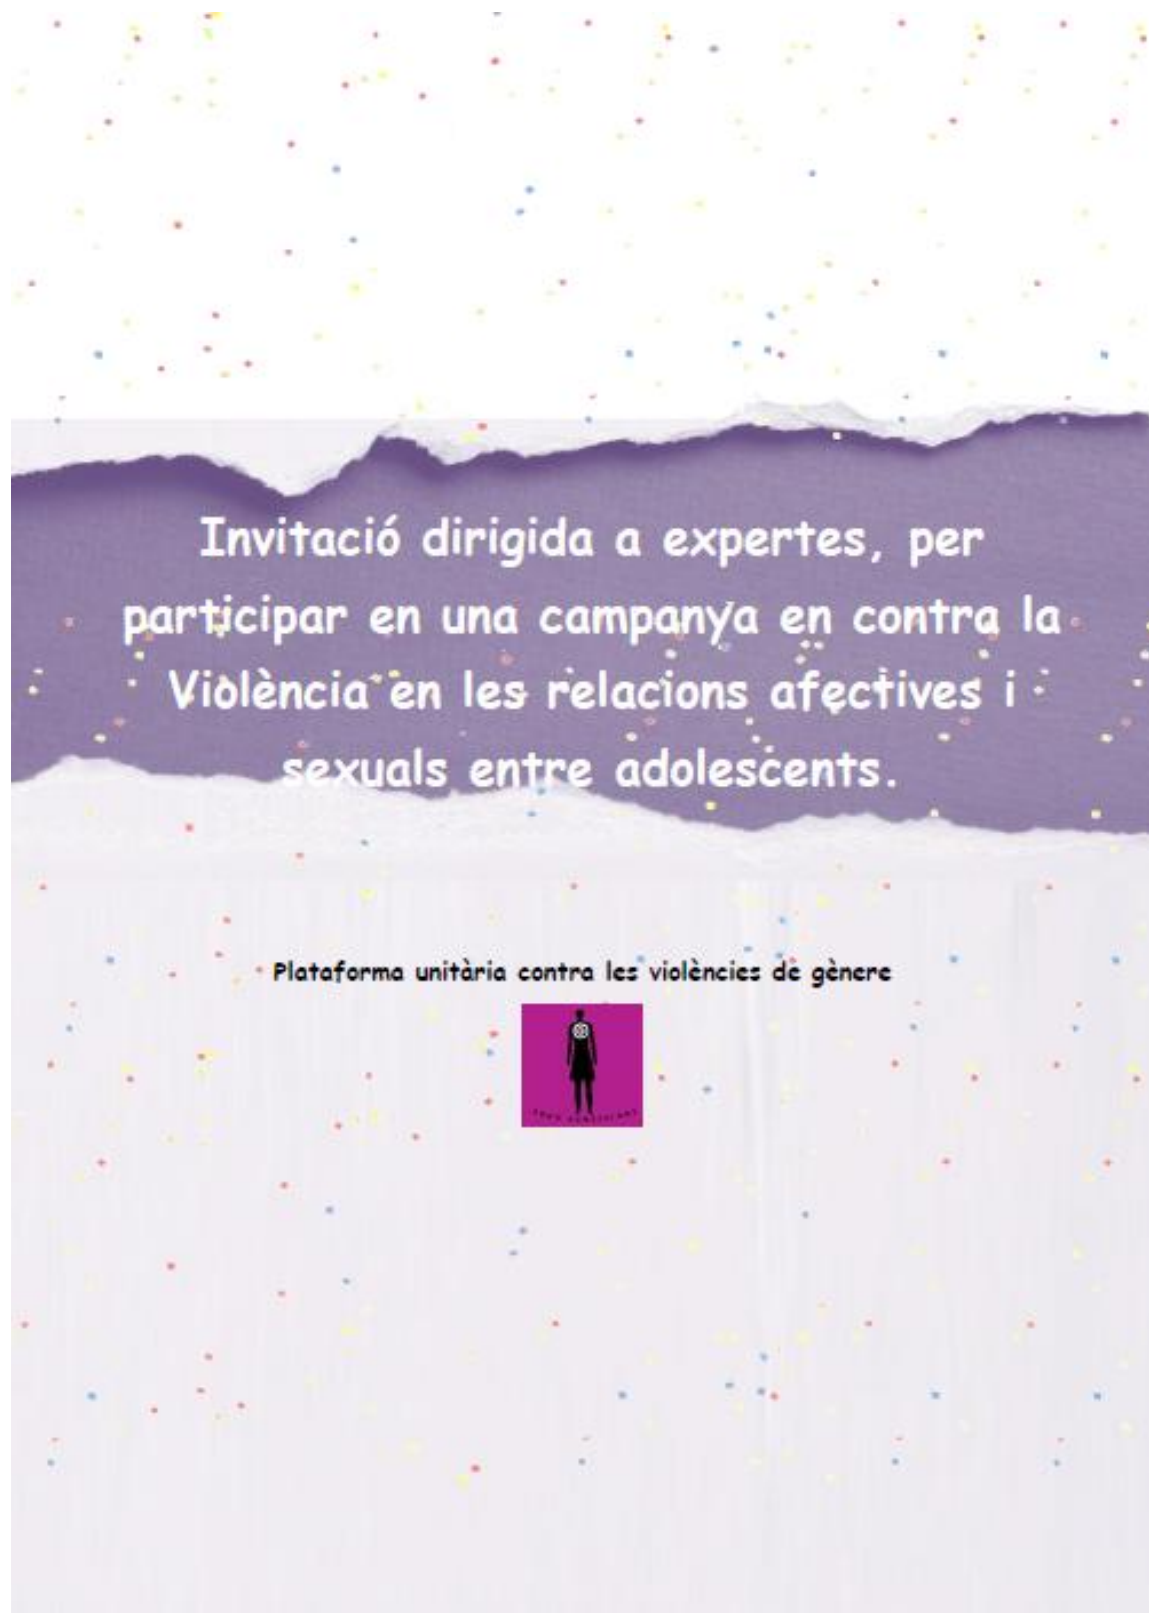 Invitació dirigida a expertes, per
participar en una campanya en contra la
Violència en les relacions afectives i
sexuals entre adolescents.
Plataforma unitària contra les violències de gènere